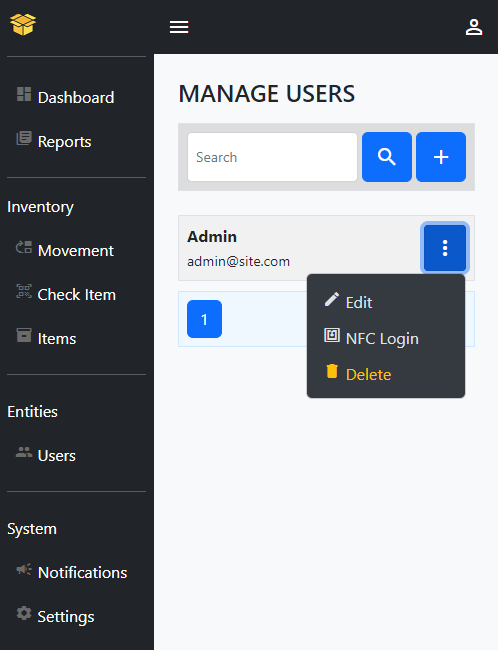 Dashboard
Reports
Inventory
Movement
Check Item
Items
Entities
Users
System
Notifications
Settings
MANAGE USERS
Search
Admin
admin@site.com
1
Edit
NFC Login
Delete